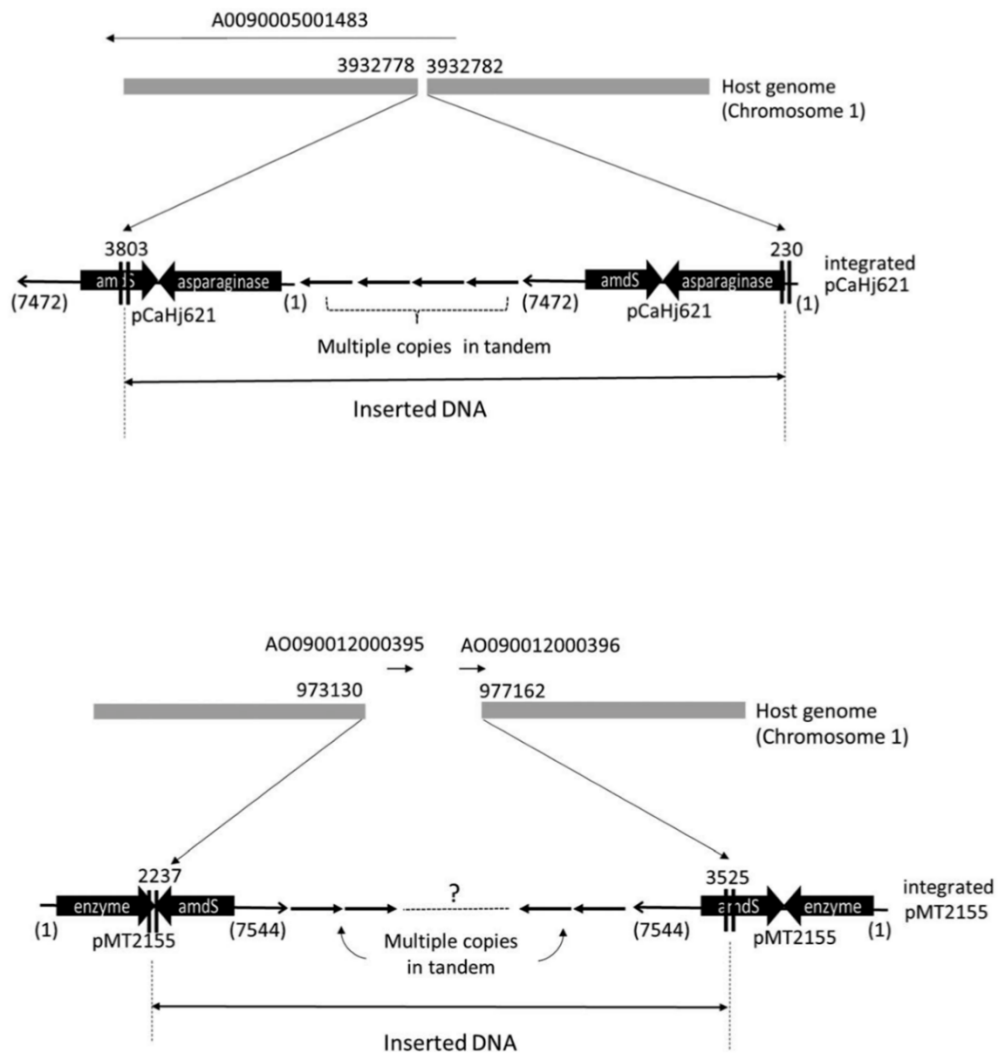 A0090005001483
3932778 3932782
Host genome
(Chromosome 1)
3803 230
amdS asparaginase amdS asparaginase integrated
pCaHj621
(7472) (1) (7472) (1)
pCaHj621 pCaHj621
Multiple copies in tandem
Inserted DNA
AO090012000395 AO090012000396
973130 977162
Host genome
(Chromosome 1)
2237 3525
? integrated
pMT2155
enzyme amdS amdS enzyme
(1) (7544) (7544) (1)
pMT2155 pMT2155
Multiple copies
in tandem
Inserted DNA